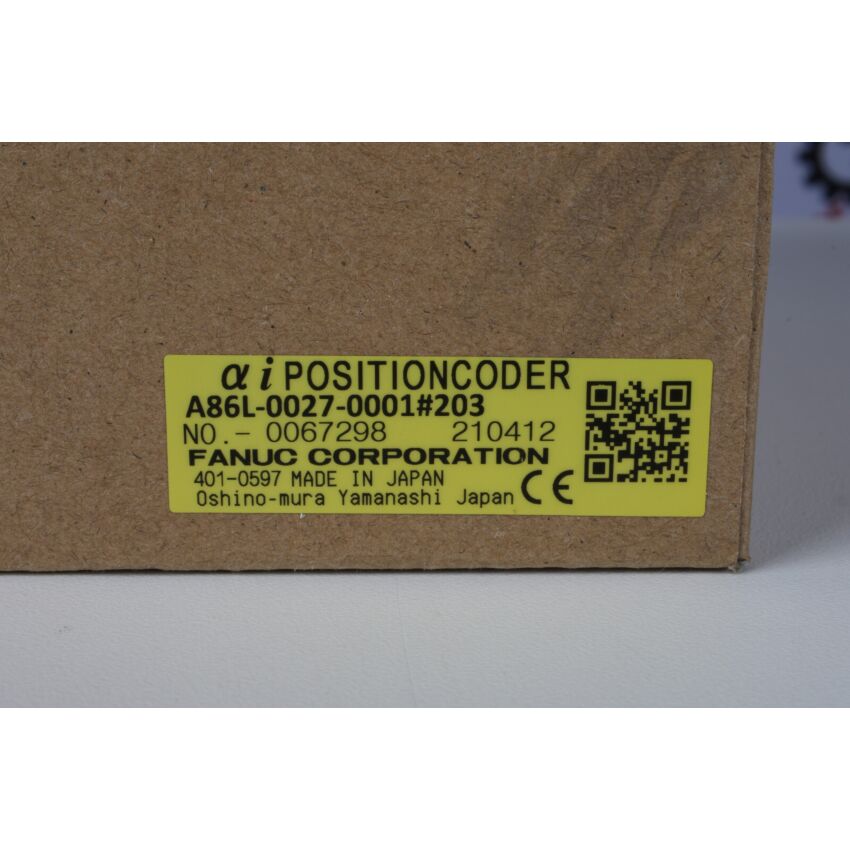 αi POSITIONCODER
A86L-0027-0001#203
NO.- 0067298 210412
FANUC CORPORATION
401-0597 MADE IN JAPAN
Oshino-mura Yamanashi Japan CE